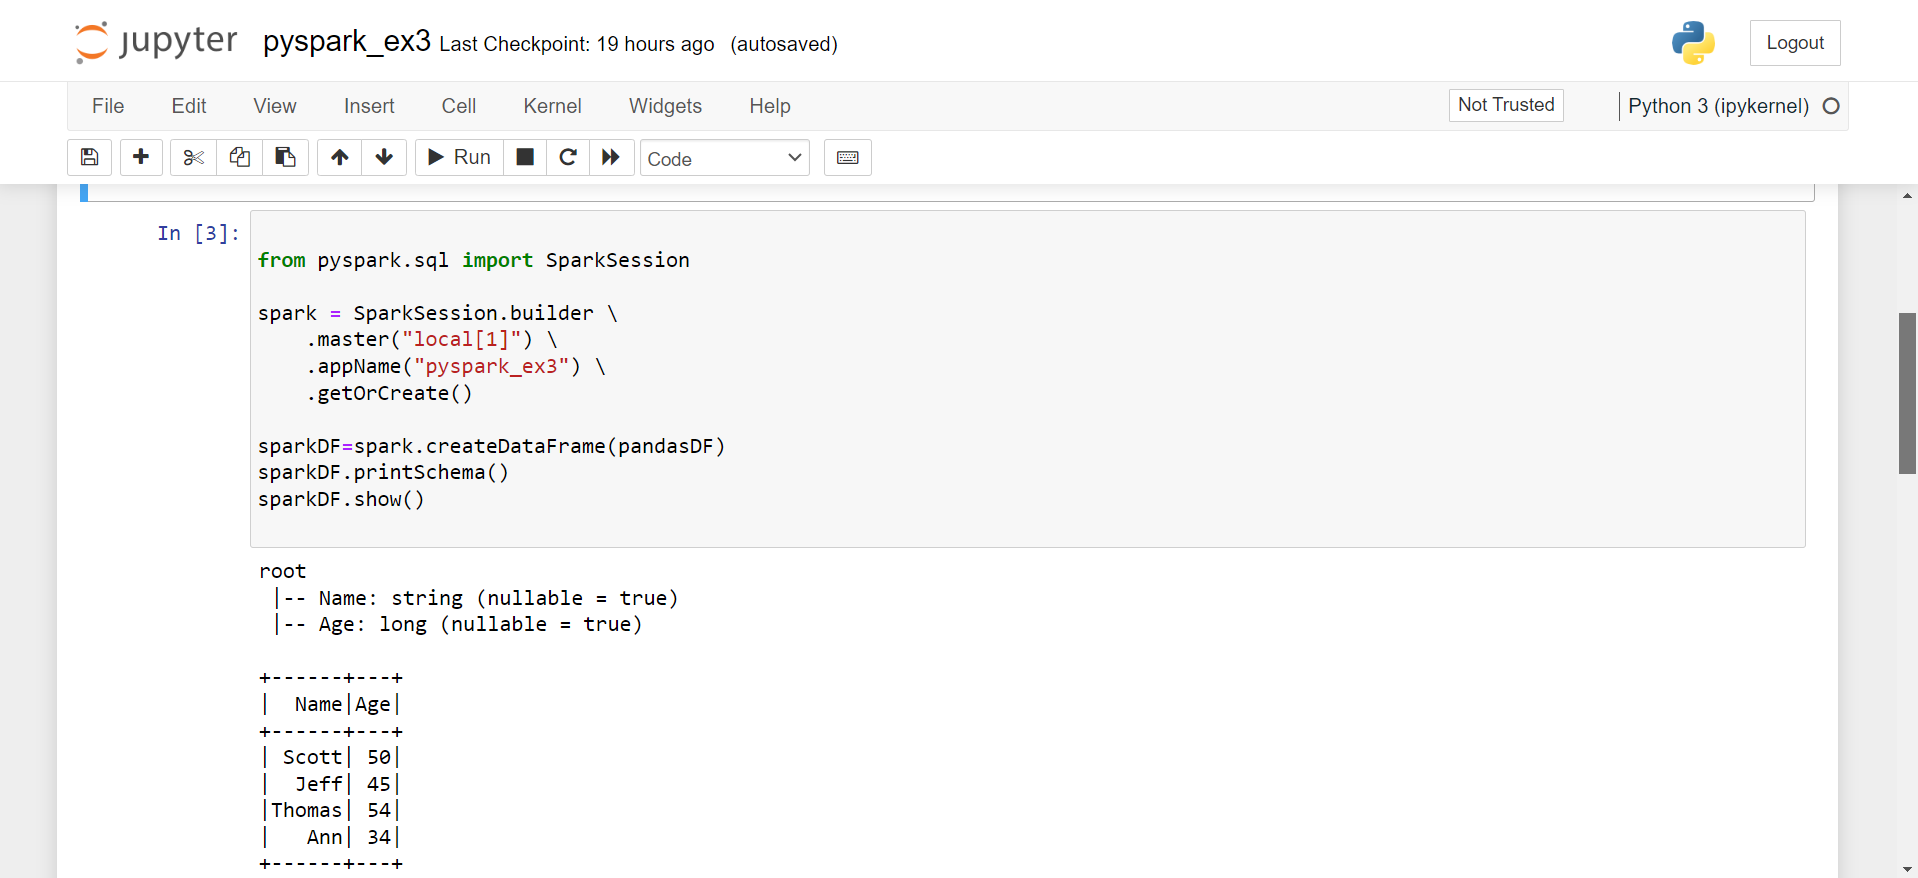 jupyter pyspark_ex3 Last Checkpoint: 19 hours ago (autosaved)
Logout
File Edit View Insert Cell Kernel Widgets Help
Not Trusted
Python 3 (ipykernel)
Run
Code
In [3]:
from pyspark.sql import SparkSession
spark = SparkSession.builder \
    .master("local[1]") \
    .appName("pyspark_ex3") \
    .getOrCreate()
sparkDF=spark.createDataFrame(pandasDF)
sparkDF.printSchema()
sparkDF.show()
root
 |-- Name: string (nullable = true)
 |-- Age: long (nullable = true)
+------+---+
|  Name|Age|
+------+---+
| Scott| 50|
|  Jeff| 45|
|Thomas| 54|
|   Ann| 34|
+------+---+